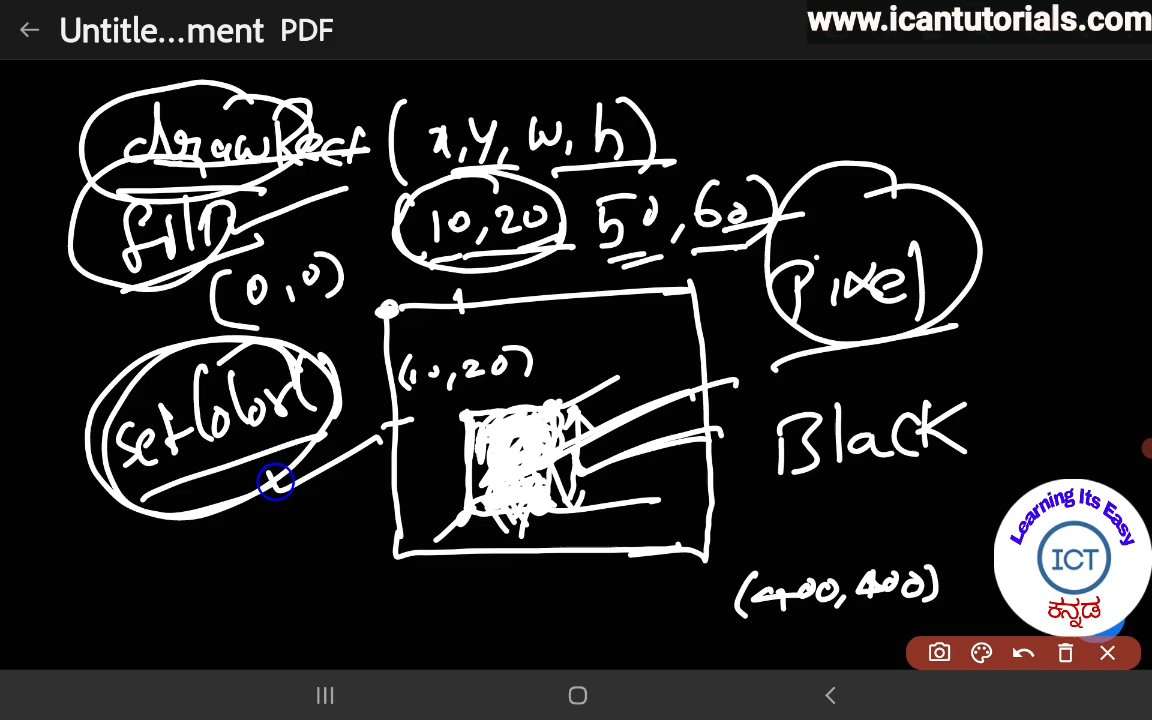 Untitle...ment PDF
www.icantutorials.com
drawRect (x, y, w, h)
fill
(10,20) 50, 60
Pixel
(0,0)
(10,20)
setColor(
Black
(400,400)
Learning Its Easy
ICT
ಕನ್ನಡ